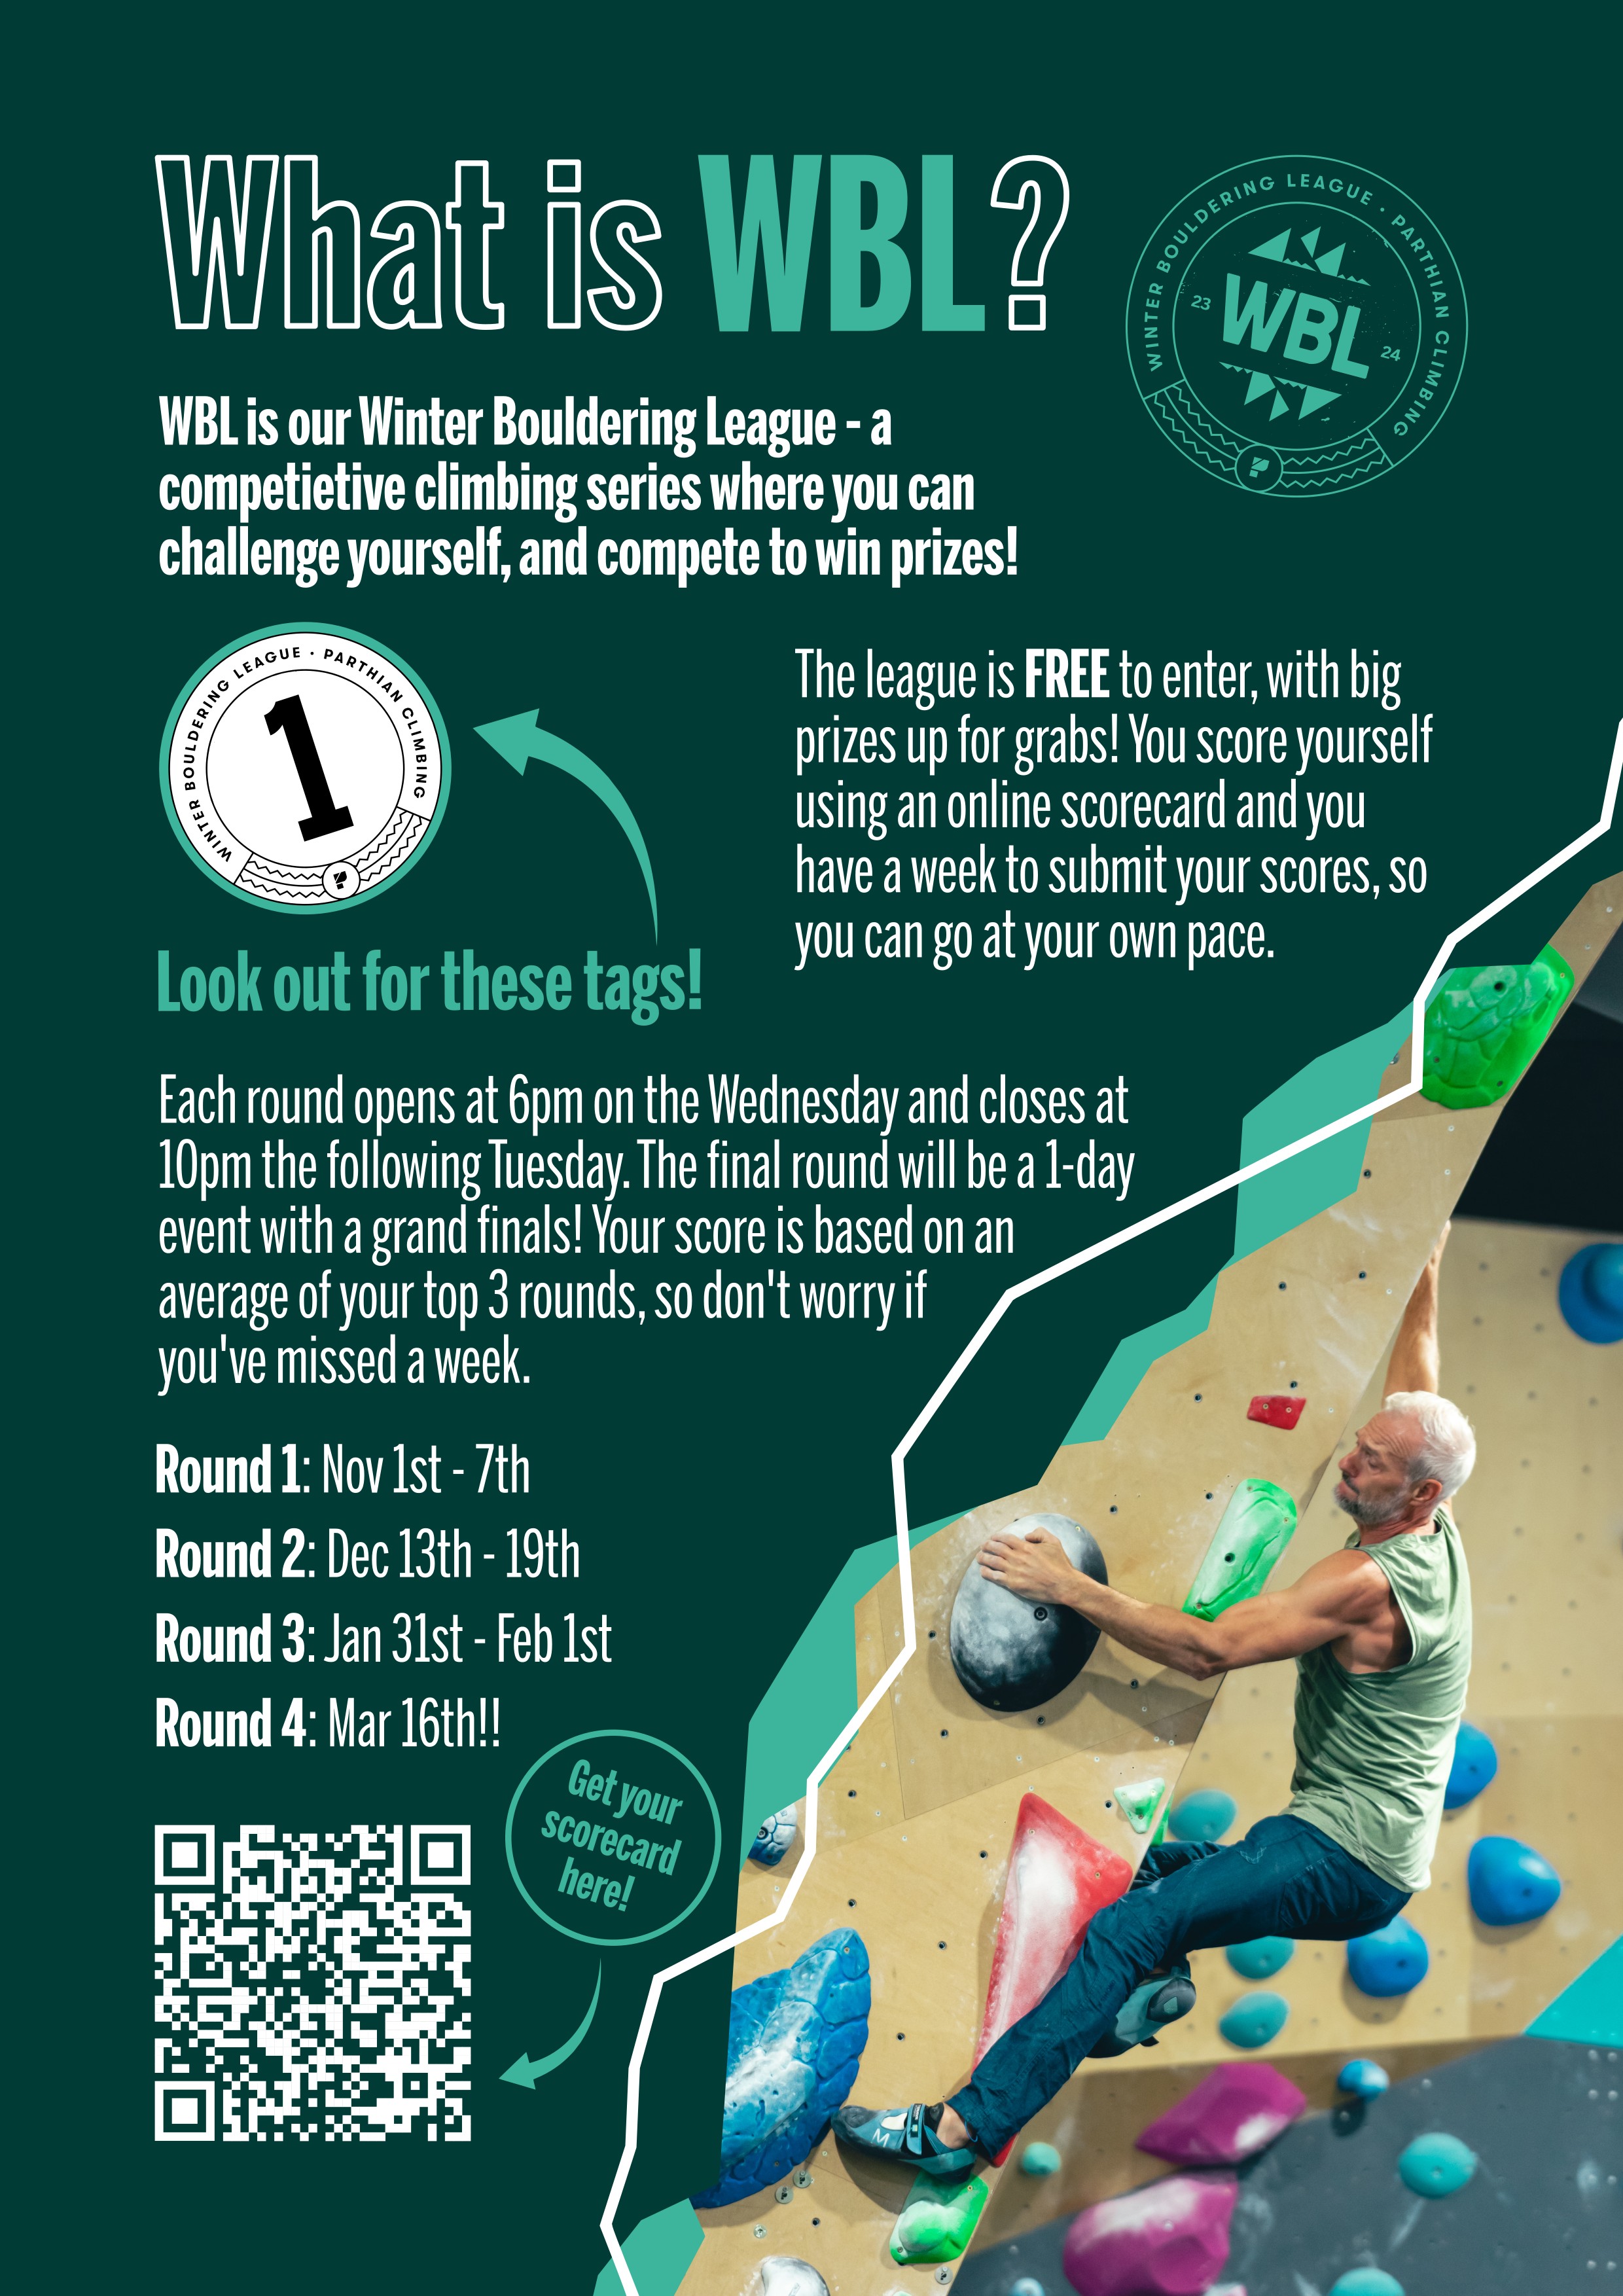 What is WBL?
WINTER BOULDERING LEAGUE • PARTHIAN CLIMBING
23 WBL 24
WBL is our Winter Bouldering League - a
competietive climbing series where you can
challenge yourself, and compete to win prizes!
WINTER BOULDERING LEAGUE • PARTHIAN CLIMBING
1
Look out for these tags!
The league is FREE to enter, with big
prizes up for grabs! You score yourself
using an online scorecard and you
have a week to submit your scores, so
you can go at your own pace.
Each round opens at 6pm on the Wednesday and closes at
10pm the following Tuesday. The final round will be a 1-day
event with a grand finals! Your score is based on an
average of your top 3 rounds, so don't worry if
you've missed a week.
Round 1: Nov 1st - 7th
Round 2: Dec 13th - 19th
Round 3: Jan 31st - Feb 1st
Round 4: Mar 16th!!
Get your
scorecard
here!
M